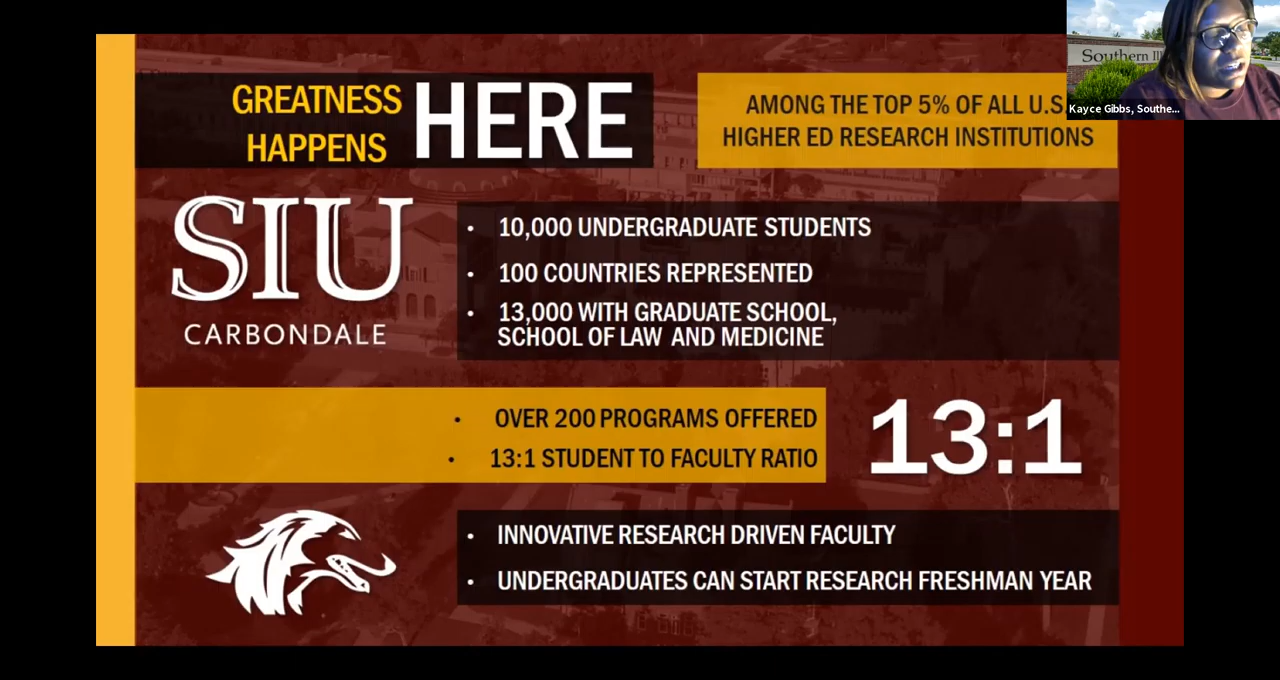 GREATNESS
HAPPENS
HERE
AMONG THE TOP 5% OF ALL U.S.
HIGHER ED RESEARCH INSTITUTIONS
Southern Ill
Kayce Gibbs, Southe...
SIU
CARBONDALE
• 10,000 UNDERGRADUATE STUDENTS
• 100 COUNTRIES REPRESENTED
• 13,000 WITH GRADUATE SCHOOL,
SCHOOL OF LAW AND MEDICINE
• OVER 200 PROGRAMS OFFERED
• 13:1 STUDENT TO FACULTY RATIO
13:1
• INNOVATIVE RESEARCH DRIVEN FACULTY
• UNDERGRADUATES CAN START RESEARCH FRESHMAN YEAR